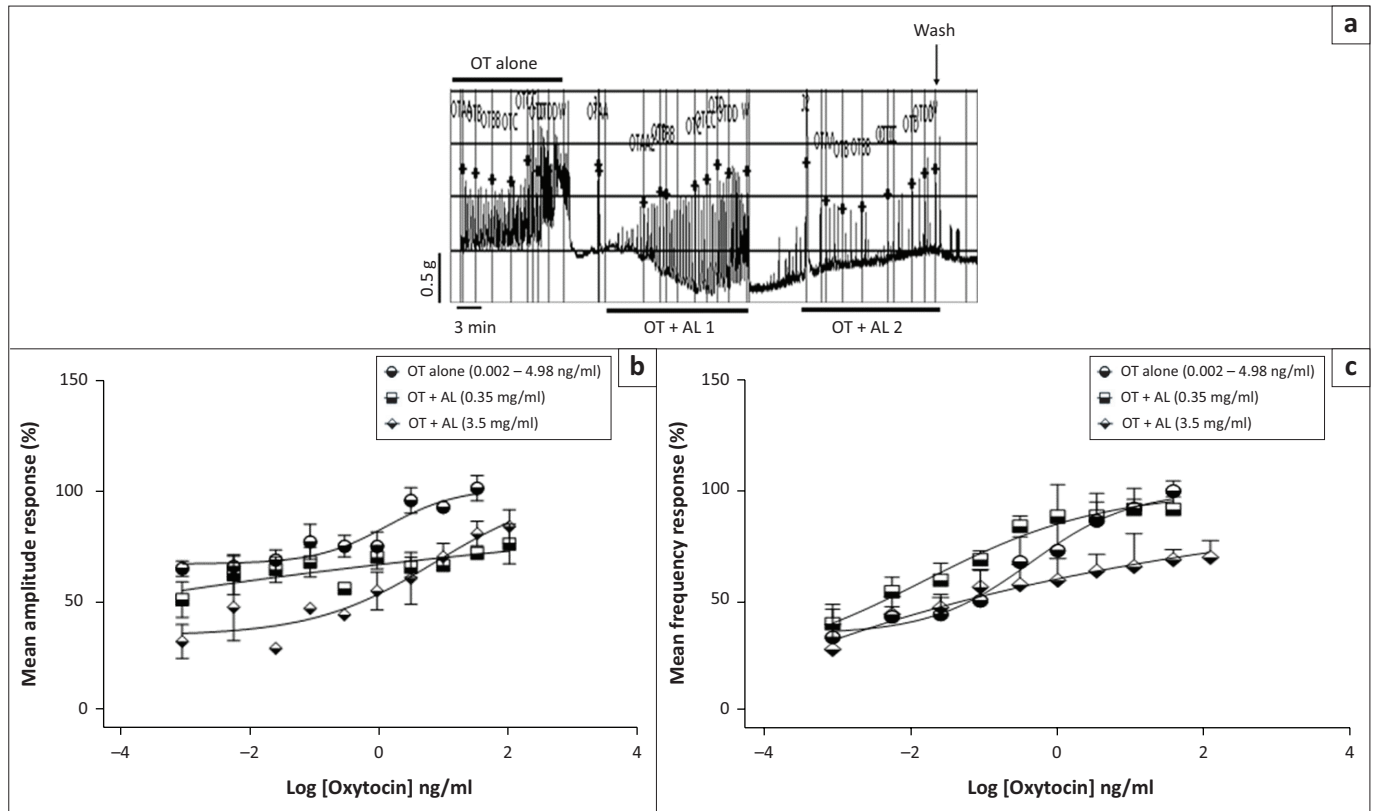 a
Wash
OT alone
0.5 g
3 min
OT + AL 1
OT + AL 2
b
OT alone (0.002 – 4.98 ng/ml)
OT + AL (0.35 mg/ml)
OT + AL (3.5 mg/ml)
Mean amplitude response (%)
150
100
50
0
–4
–2
0
2
4
Log [Oxytocin] ng/ml
c
OT alone (0.002 – 4.98 ng/ml)
OT + AL (0.35 mg/ml)
OT + AL (3.5 mg/ml)
Mean frequency response (%)
150
100
50
0
–4
–2
0
2
4
Log [Oxytocin] ng/ml